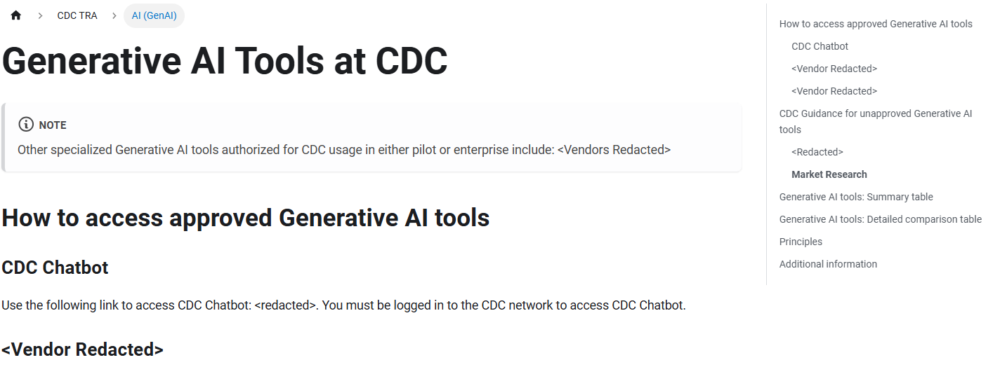 CDC TRA
AI (GenAI)
Generative AI Tools at CDC
NOTE
Other specialized Generative AI tools authorized for CDC usage in either pilot or enterprise include: <Vendors Redacted>
How to access approved Generative AI tools
CDC Chatbot
Use the following link to access CDC Chatbot: <redacted>. You must be logged in to the CDC network to access CDC Chatbot.
<Vendor Redacted>
How to access approved Generative AI tools
CDC Chatbot
<Vendor Redacted>
<Vendor Redacted>
CDC Guidance for unapproved Generative AI
tools
<Redacted>
Market Research
Generative AI tools: Summary table
Generative AI tools: Detailed comparison table
Principles
Additional information